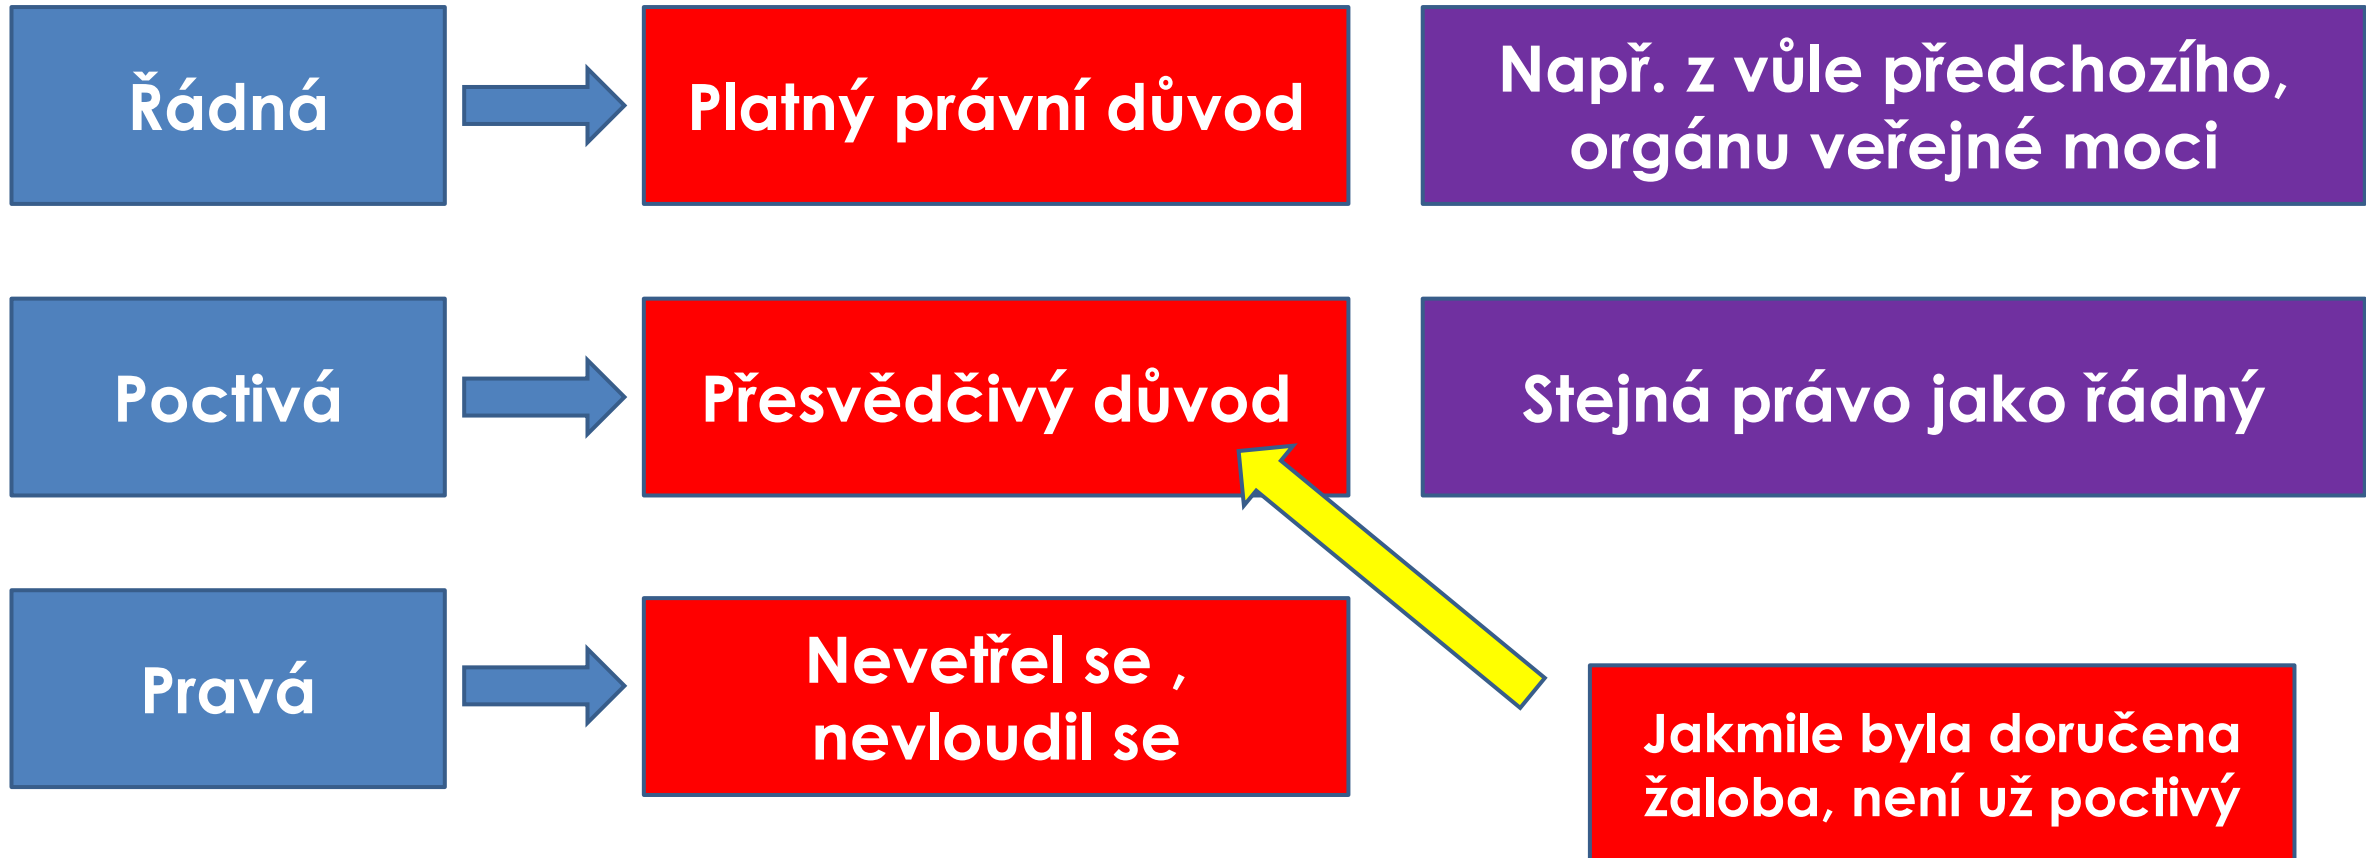 Řádná
Platný právní důvod
Např. z vůle předchozího,
orgánu veřejné moci
Poctivá
Přesvědčivý důvod
Stejná právo jako řádný
Pravá
Nevetřel se ,
nevloudil se
Jakmile byla doručena
žaloba, není už poctivý